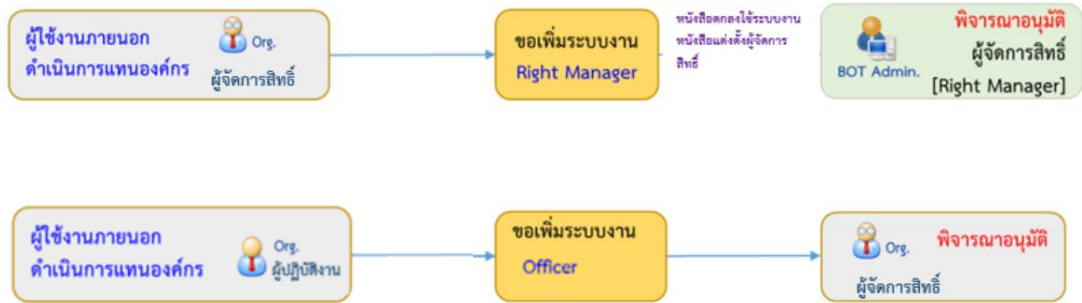 ผู้ใช้งานภายนอก
ดำเนินการแทนองค์กร
Org.
ผู้จัดการสิทธิ์
ขอเพิ่มระบบงาน
Right Manager
หนังสือตกลงใช้ระบบงาน
หนังสือแต่งตั้งผู้จัดการ
สิทธิ์
BOT Admin.
พิจารณาอนุมัติ
ผู้จัดการสิทธิ์
[Right Manager]
ผู้ใช้งานภายนอก
ดำเนินการแทนองค์กร
Org.
ผู้ปฏิบัติงาน
ขอเพิ่มระบบงาน
Officer
Org.
พิจารณาอนุมัติ
ผู้จัดการสิทธิ์